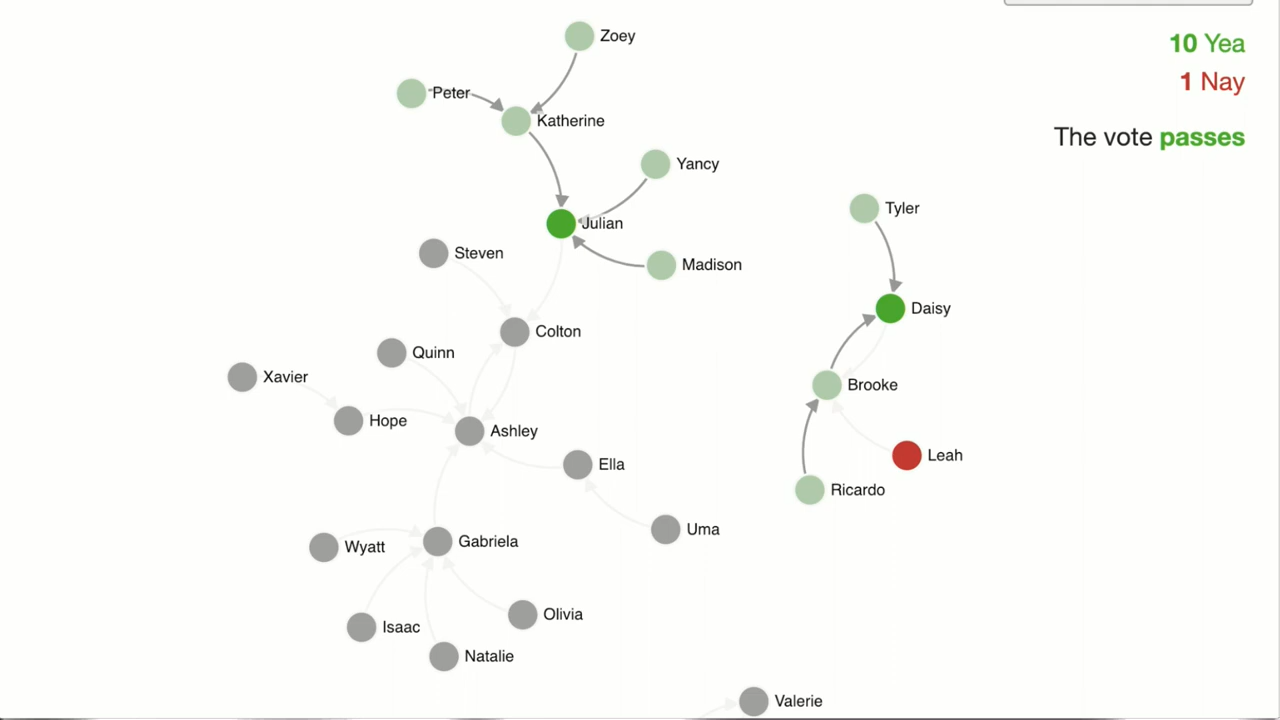 Zoey
10 Yea
1 Nay
Peter
Katherine
The vote passes
Yancy
Tyler
Julian
Steven
Madison
Daisy
Colton
Quinn
Xavier
Brooke
Hope
Ashley
Leah
Ella
Ricardo
Uma
Gabriela
Wyatt
Olivia
Isaac
Natalie
Valerie